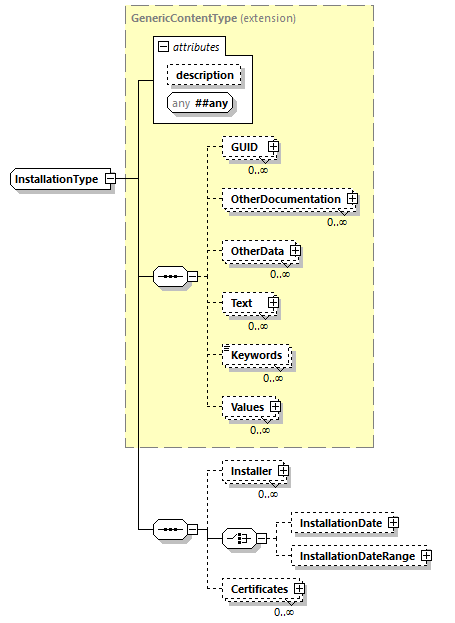 GenericContentType (extension)
attributes
description
any ##any
InstallationType
GUID
0..∞
OtherDocumentation
0..∞
OtherData
0..∞
Text
0..∞
Keywords
0..∞
Values
0..∞
Installer
0..∞
InstallationDate
InstallationDateRange
Certificates
0..∞